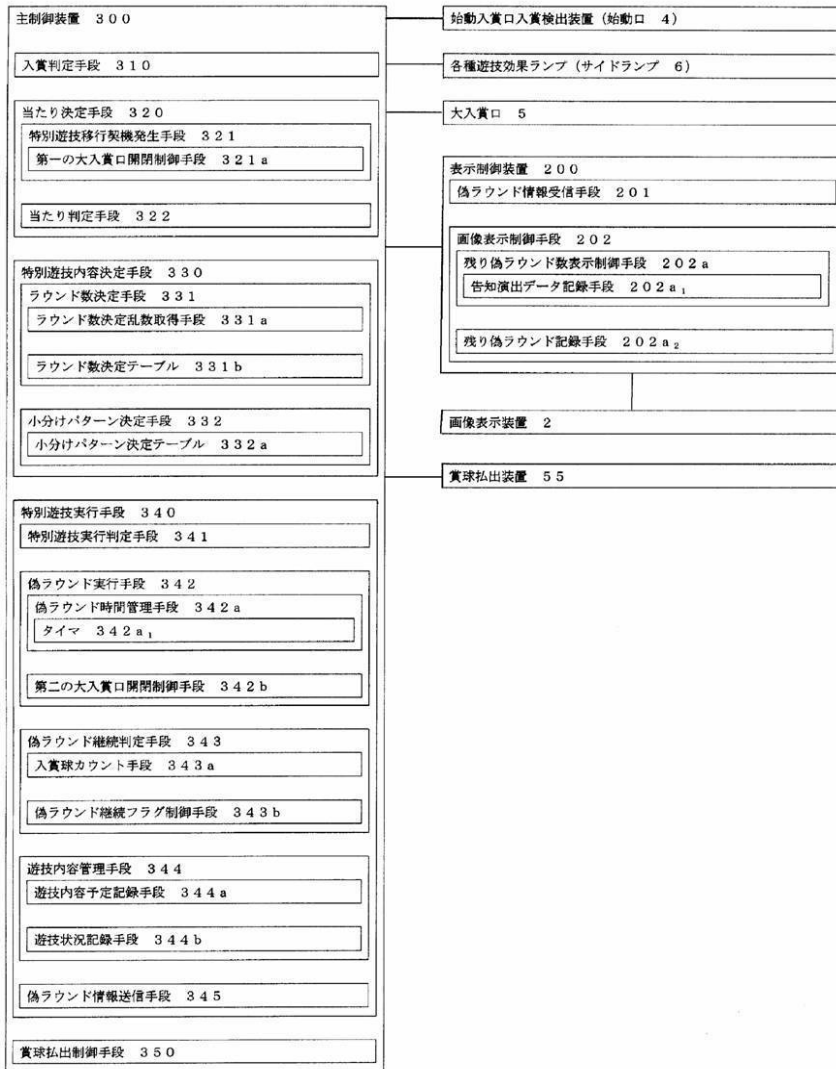 主制御装置 300
入賞判定手段 310
当たり決定手段 320
特別遊技移行契機発生手段 321
第一の大入賞口開閉制御手段 321a
当たり判定手段 322
特別遊技内容決定手段 330
ラウンド数決定手段 331
ラウンド数決定乱数取得手段 331a
ラウンド数決定テーブル 331b
小分けパターン決定手段 332
小分けパターン決定テーブル 332a
特別遊技実行手段 340
特別遊技実行判定手段 341
偽ラウンド実行手段 342
偽ラウンド時間管理手段 342a
タイマ 342a₁
第二の大入賞口開閉制御手段 342b
偽ラウンド継続判定手段 343
入賞球カウント手段 343a
偽ラウンド継続フラグ制御手段 343b
遊技内容管理手段 344
遊技内容予定記録手段 344a
遊技状況記録手段 344b
偽ラウンド情報送信手段 345
賞球払出制御手段 350
始動入賞口入賞検出装置(始動口 4)
各種遊技効果ランプ(サイドランプ 6)
大入賞口 5
表示制御装置 200
偽ラウンド情報受信手段 201
画像表示制御手段 202
残り偽ラウンド数表示制御手段 202a
告知演出データ記録手段 202a₁
残り偽ラウンド記録手段 202a₂
画像表示装置 2
賞球払出装置 55